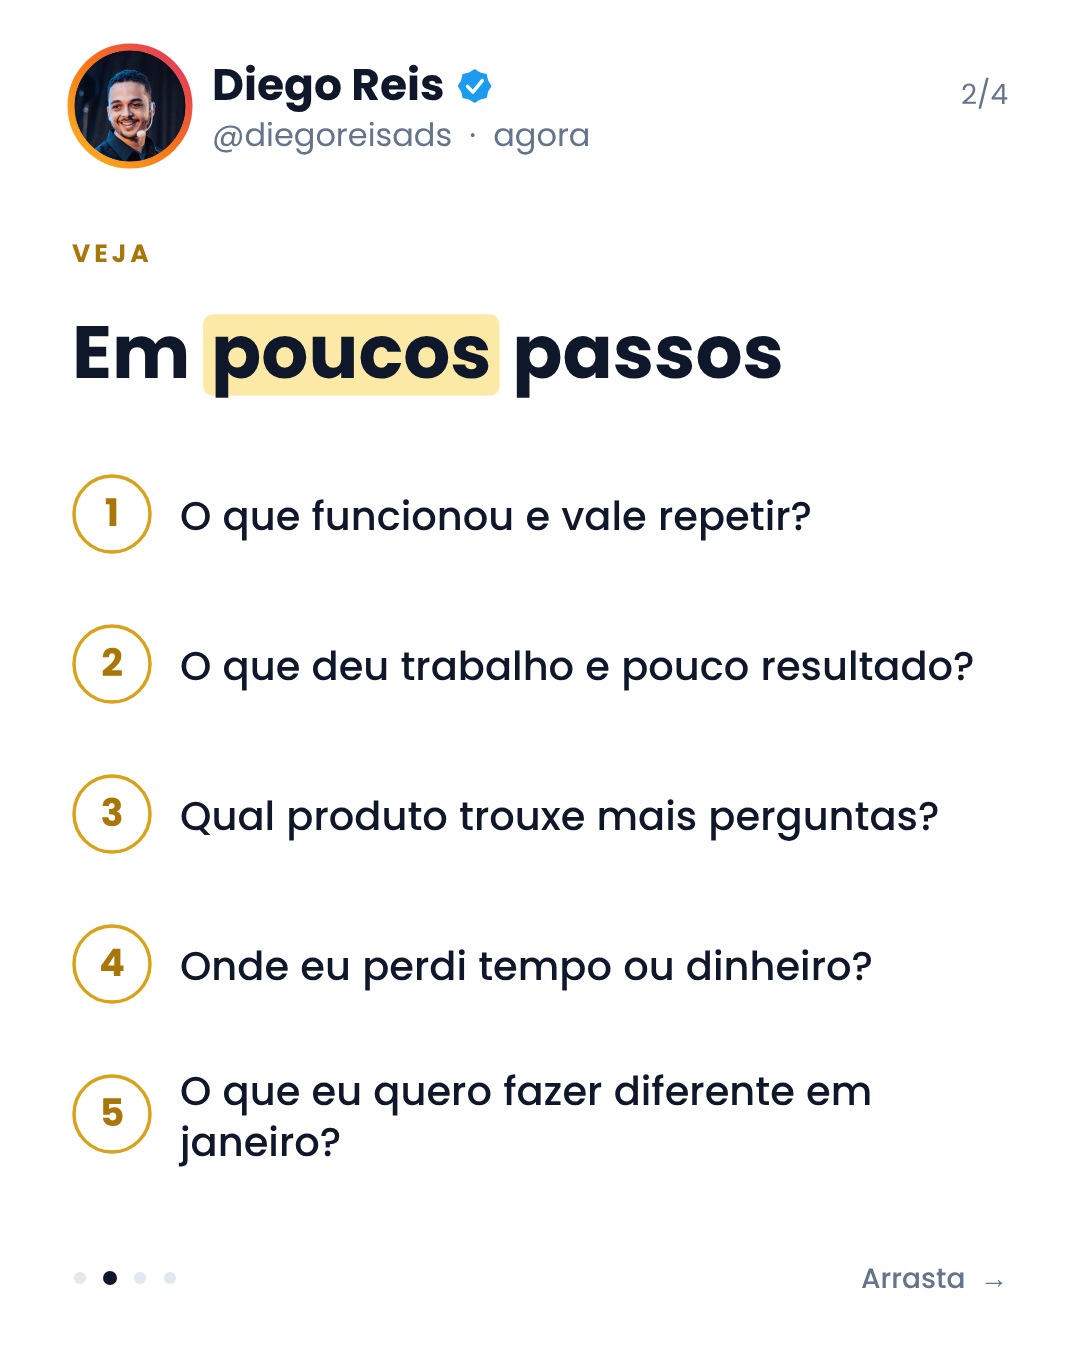 Diego Reis
@diegoreisads · agora
2/4
VEJA
Em poucos passos
1 O que funcionou e vale repetir?
2 O que deu trabalho e pouco resultado?
3 Qual produto trouxe mais perguntas?
4 Onde eu perdi tempo ou dinheiro?
5 O que eu quero fazer diferente em
janeiro?
Arrasta →